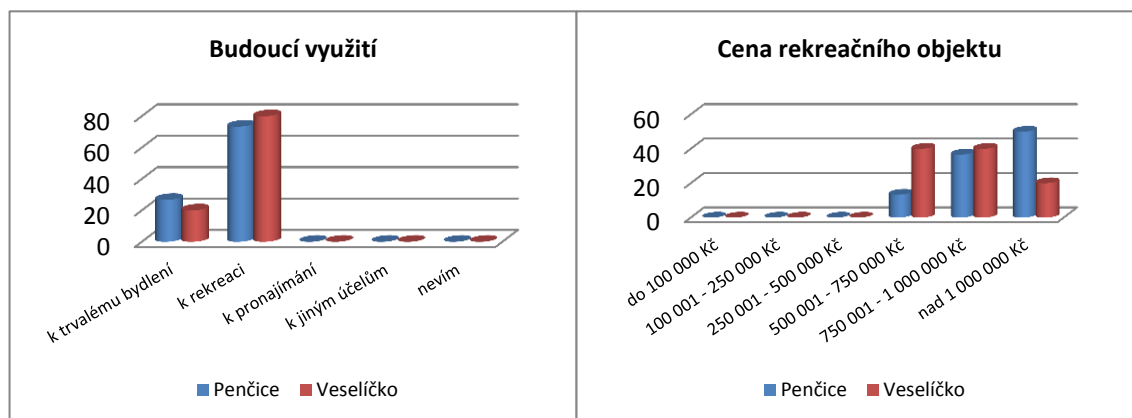 Budoucí využití
80
60
40
20
0
k trvalému bydlení
k rekreaci
k pronajímání
k jiným účelům
nevím
Penčice
Veselíčko
Cena rekreačního objektu
60
40
20
0
do 100 000 Kč
100 001 - 250 000 Kč
250 001 - 500 000 Kč
500 001 - 750 000 Kč
750 001 - 1 000 000 Kč
nad 1 000 000 Kč
Penčice
Veselíčko